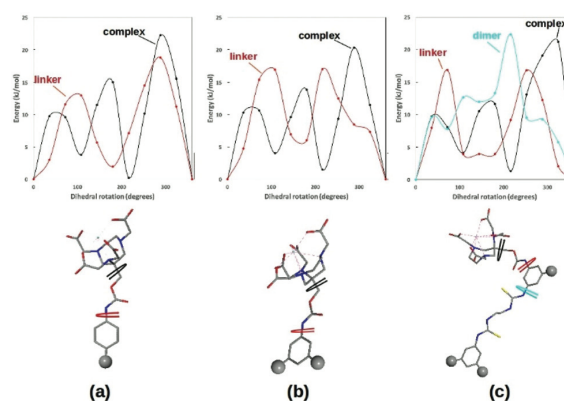 complex
linker
Energy (kJ/mol)
25
20
15
10
5
0
0 100 200 300
Dihedral rotation (degrees)
complex
linker
Energy (kJ/mol)
25
20
15
10
5
0
0 100 200 300
Dihedral rotation (degrees)
complex
dimer
linker
Energy (kJ/mol)
25
20
15
10
5
0
0 100 200 300
Dihedral rotation (degrees)
(a) (b) (c)